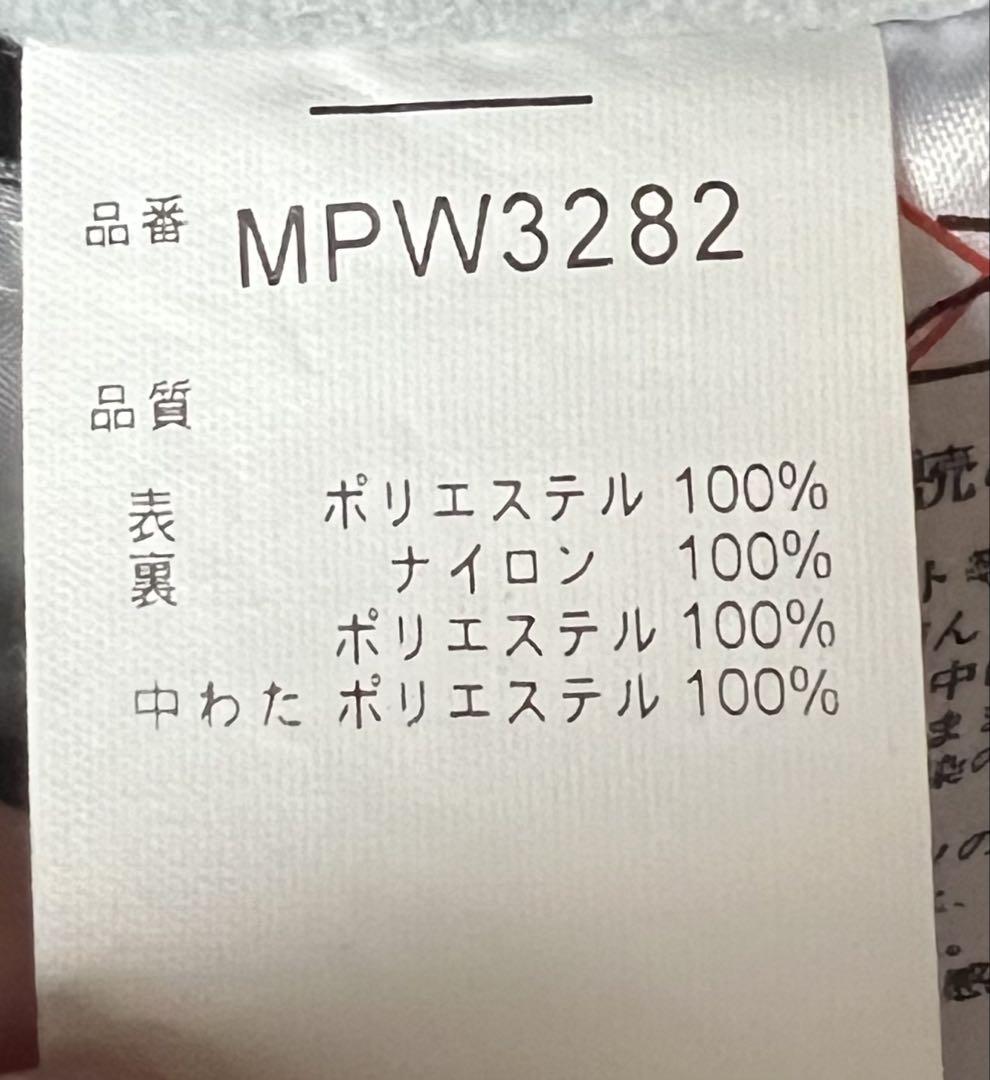 品番 MPW3282
品質
表 ポリエステル 100%
裏 ナイロン 100%
ポリエステル 100%
中わた ポリエステル 100%